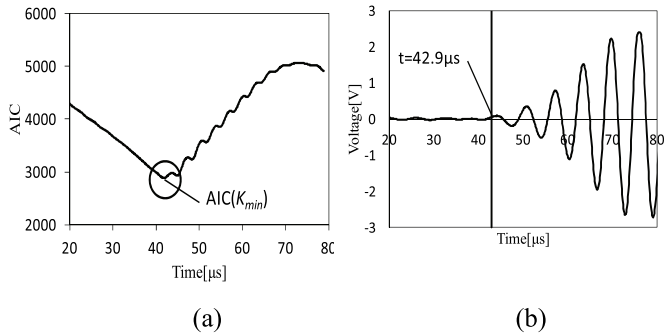 (a)
6000
5000
4000
3000
2000
AIC
AIC(Kmin)
20 30 40 50 60 70 80
Time[μs]
(b)
3
2
1
0
-1
-2
-3
Voltage[V]
t=42.9μs
20 30 40 50 60 70 80
Time[μs]
(a)
(b)